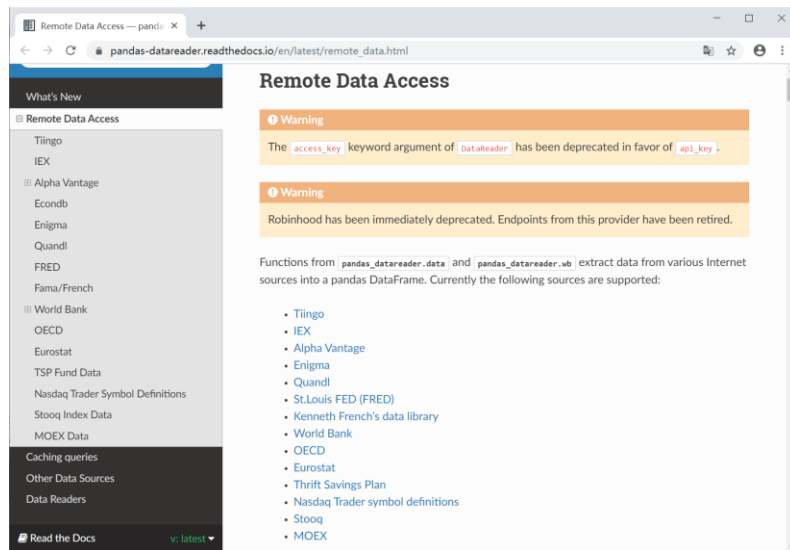 Remote Data Access — panda
pandas-datareader.readthedocs.io/en/latest/remote_data.html
What's New
Remote Data Access
Tiingo
IEX
Alpha Vantage
Econdb
Enigma
Quandl
FRED
Fama/French
World Bank
OECD
Eurostat
TSP Fund Data
Nasdaq Trader Symbol Definitions
Stooq Index Data
MOEX Data
Caching queries
Other Data Sources
Data Readers
Read the Docs
v: latest
Remote Data Access
Warning
The access_key keyword argument of DataReader has been deprecated in favor of api_key.
Warning
Robinhood has been immediately deprecated. Endpoints from this provider have been retired.
Functions from pandas_datareader.data and pandas_datareader.wb extract data from various Internet
sources into a pandas DataFrame. Currently the following sources are supported:
• Tiingo
• IEX
• Alpha Vantage
• Enigma
• Quandl
• St.Louis FED (FRED)
• Kenneth French's data library
• World Bank
• OECD
• Eurostat
• Thrift Savings Plan
• Nasdaq Trader symbol definitions
• Stooq
• MOEX